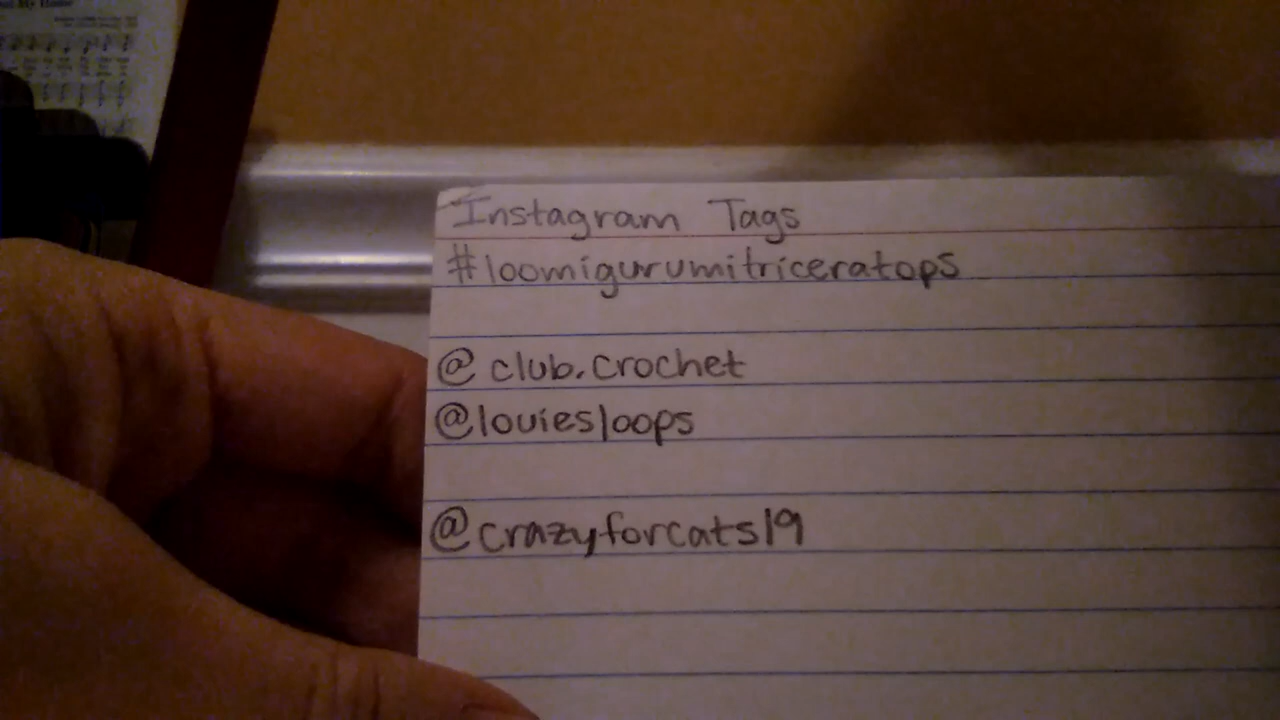 Instagram Tags
#loomigurumitriceratops
@club.crochet
@louiesloops
@crazyforcats19